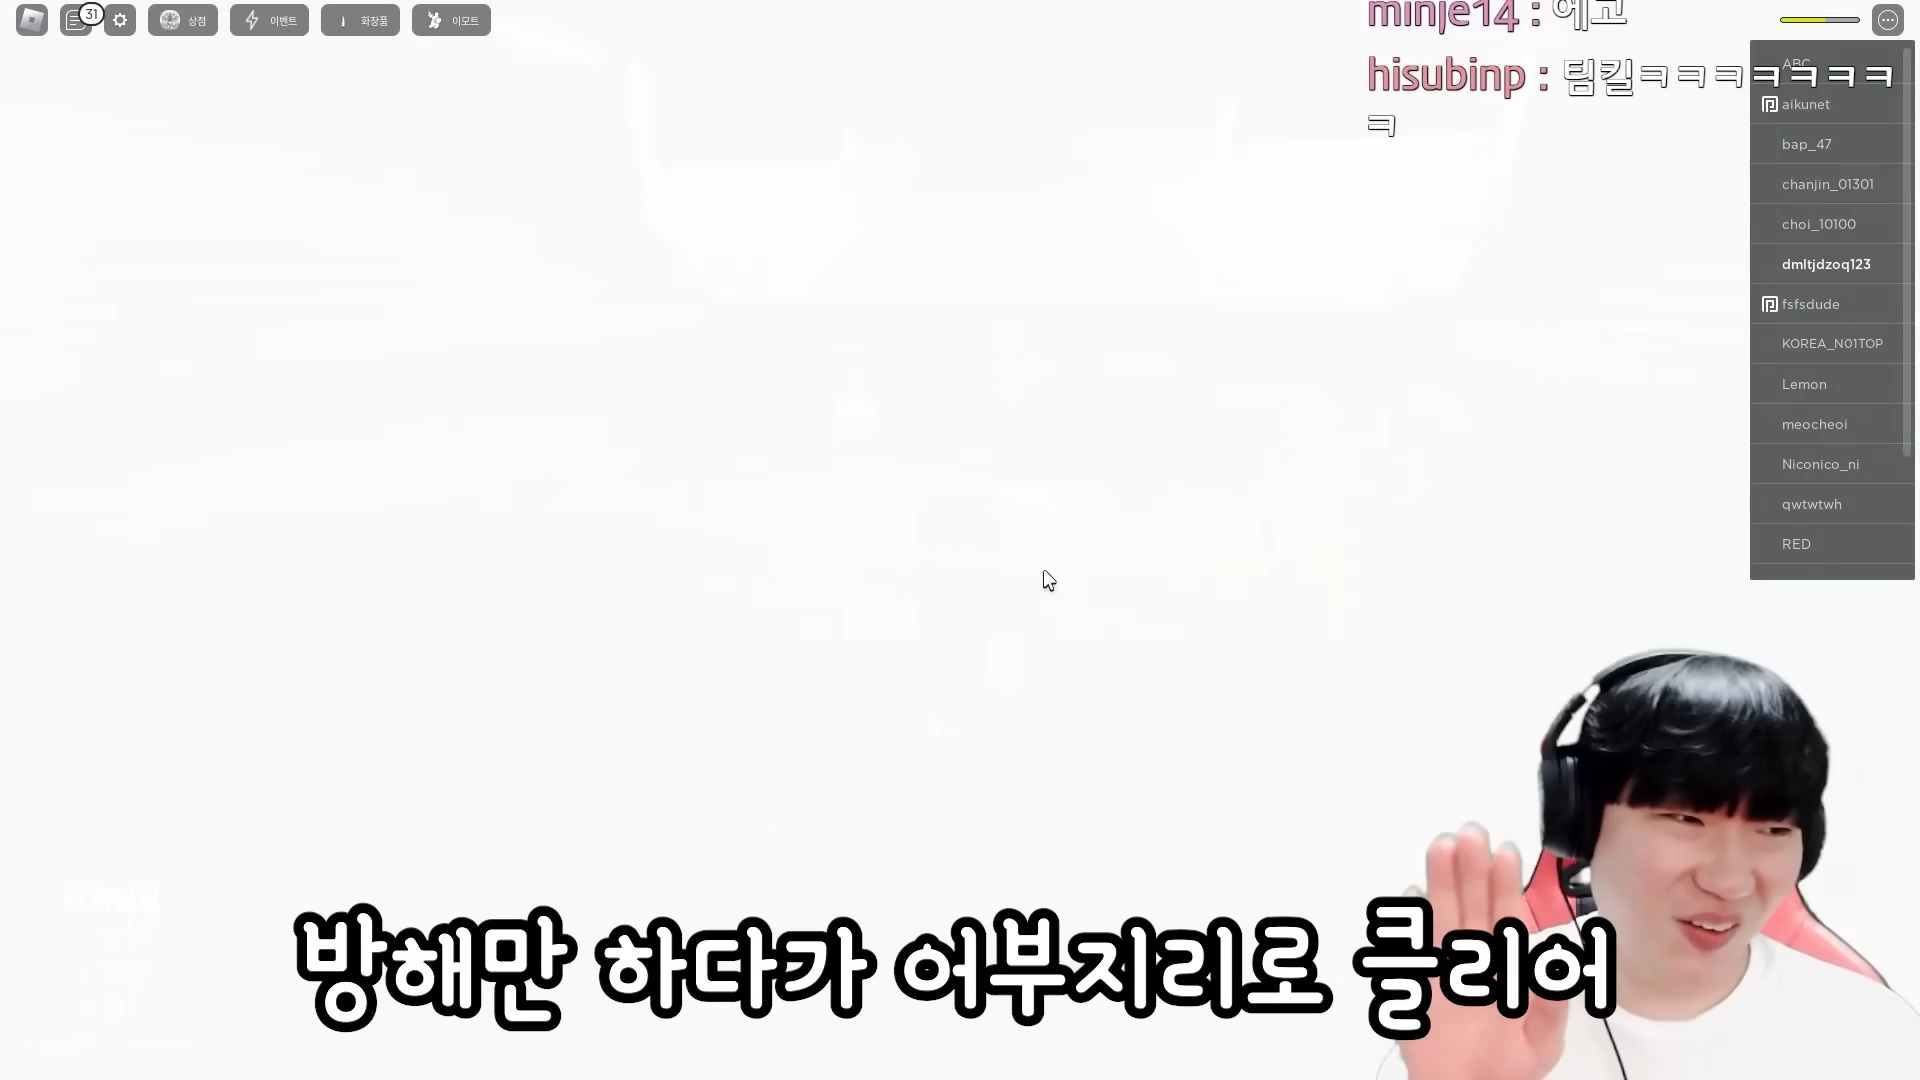 31
상점
이벤트
화장품
이모트
minje14 : 에고
hisubinp : 팀킬ㅋㅋㅋㅋㅋㅋㅋ
ㅋ
ABC
aikunet
bap_47
chanjin_01301
choi_10100
dmltjdzoq123
fsfsdude
KOREA_N01TOP
Lemon
meocheoi
Niconico_ni
qwtwtwh
RED
방해만 하다가 어부지리로 클리어